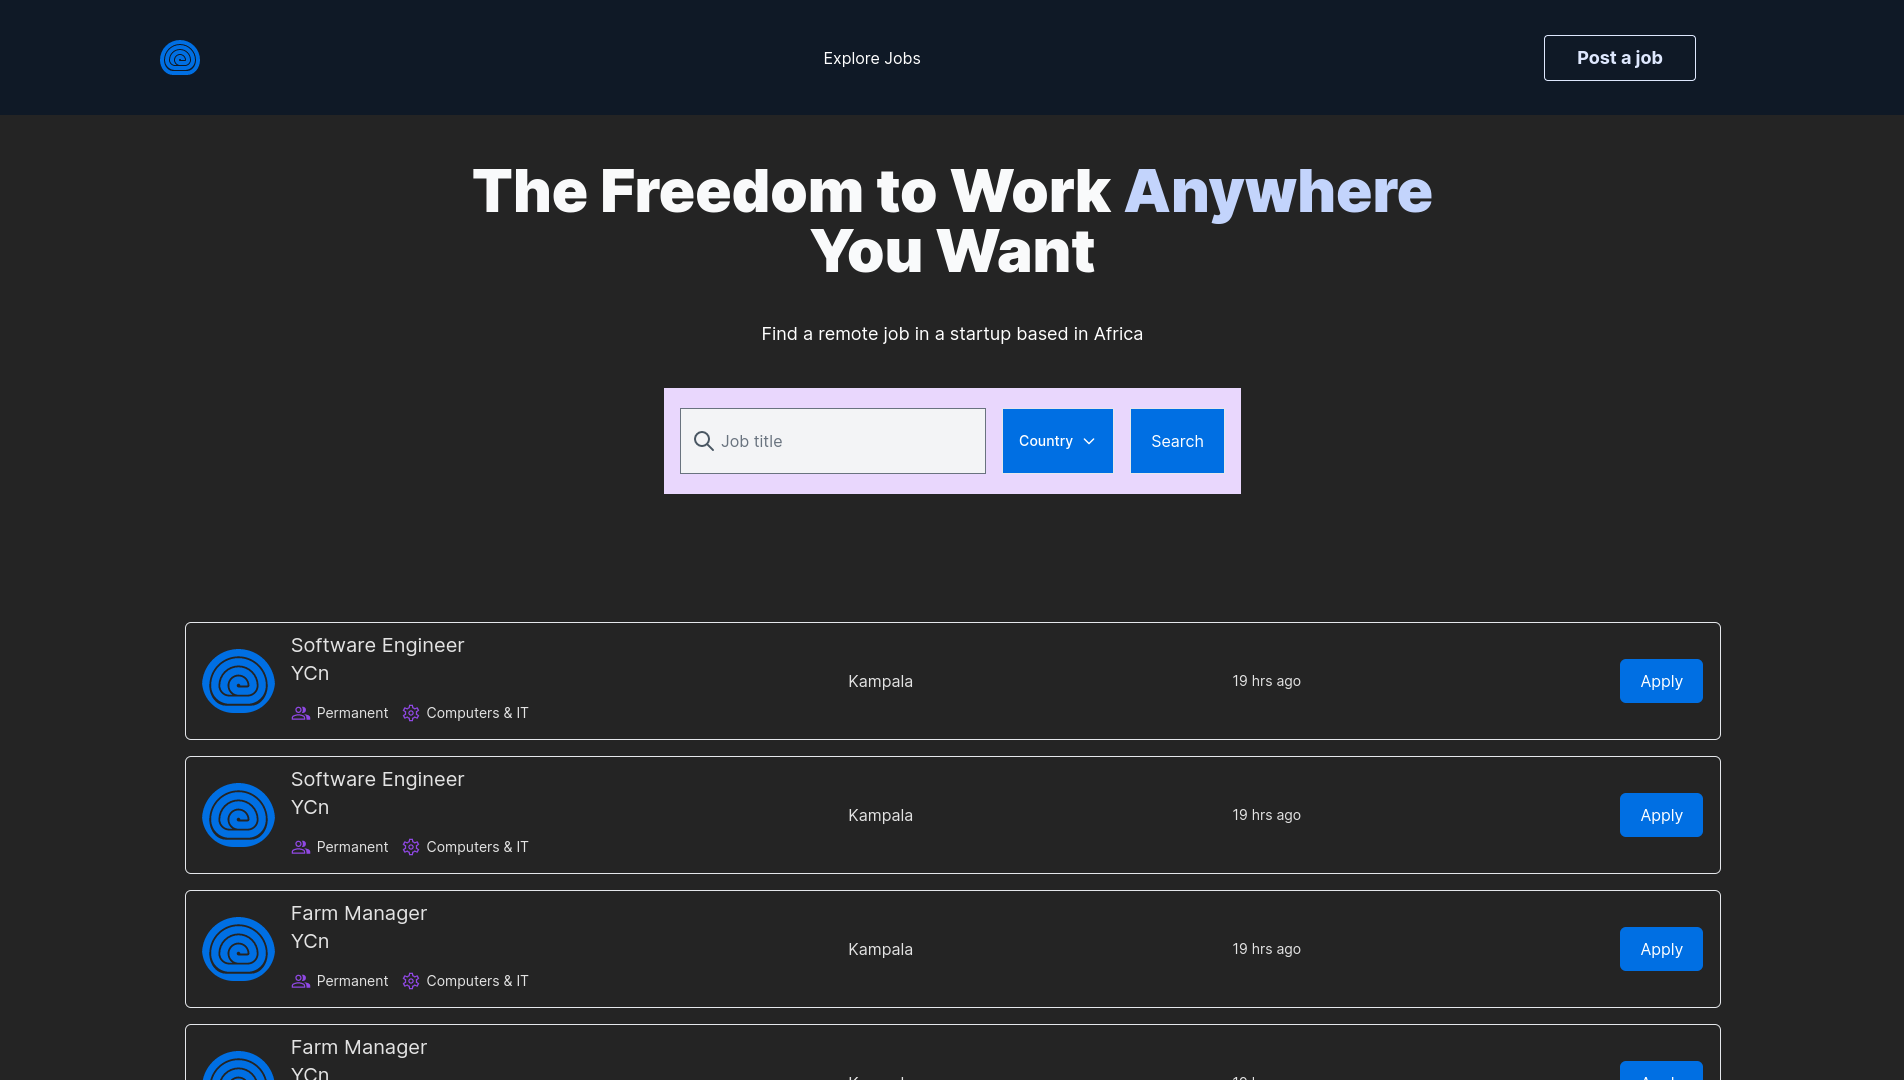 Explore Jobs
Post a job
The Freedom to Work Anywhere
You Want
Find a remote job in a startup based in Africa
Job title
Country
Search
Software Engineer
YCn
Permanent
Computers & IT
Kampala
19 hrs ago
Apply
Software Engineer
YCn
Permanent
Computers & IT
Kampala
19 hrs ago
Apply
Farm Manager
YCn
Permanent
Computers & IT
Kampala
19 hrs ago
Apply
Farm Manager
YCn